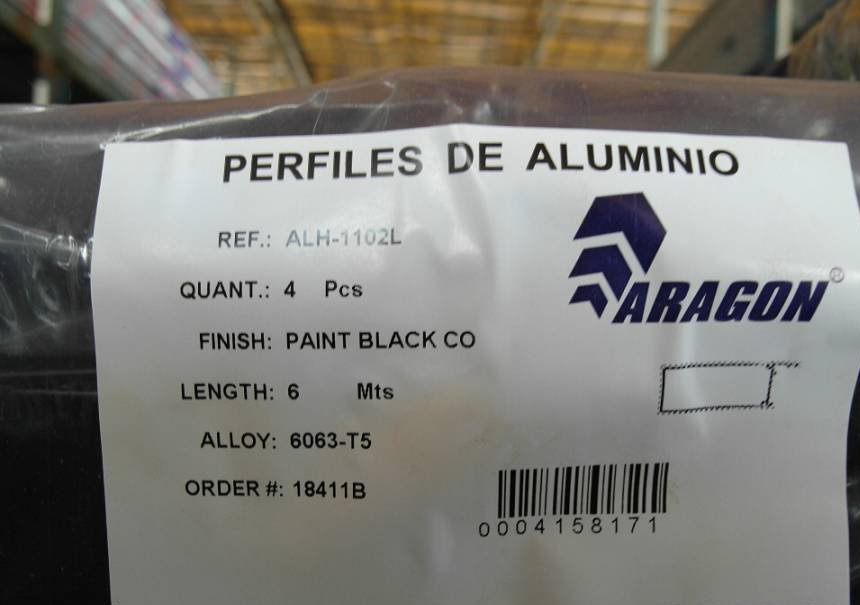 PERFILES DE ALUMINIO
REF.: ALH-1102L
ARAGON®
QUANT.: 4 Pcs
FINISH: PAINT BLACK CO
LENGTH: 6 Mts
ALLOY: 6063-T5
ORDER #: 18411B
0004158171